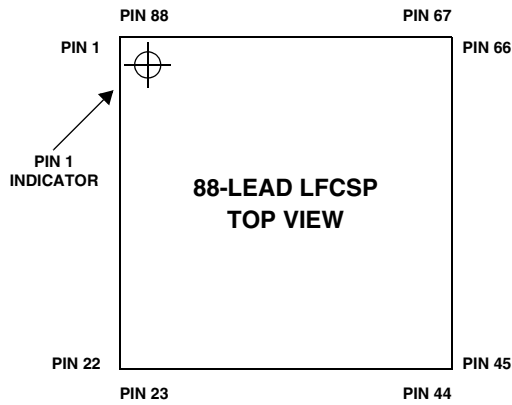 PIN 88
PIN 67
PIN 1
PIN 66
PIN 1
INDICATOR
88-LEAD LFCSP
TOP VIEW
PIN 22
PIN 45
PIN 23
PIN 44